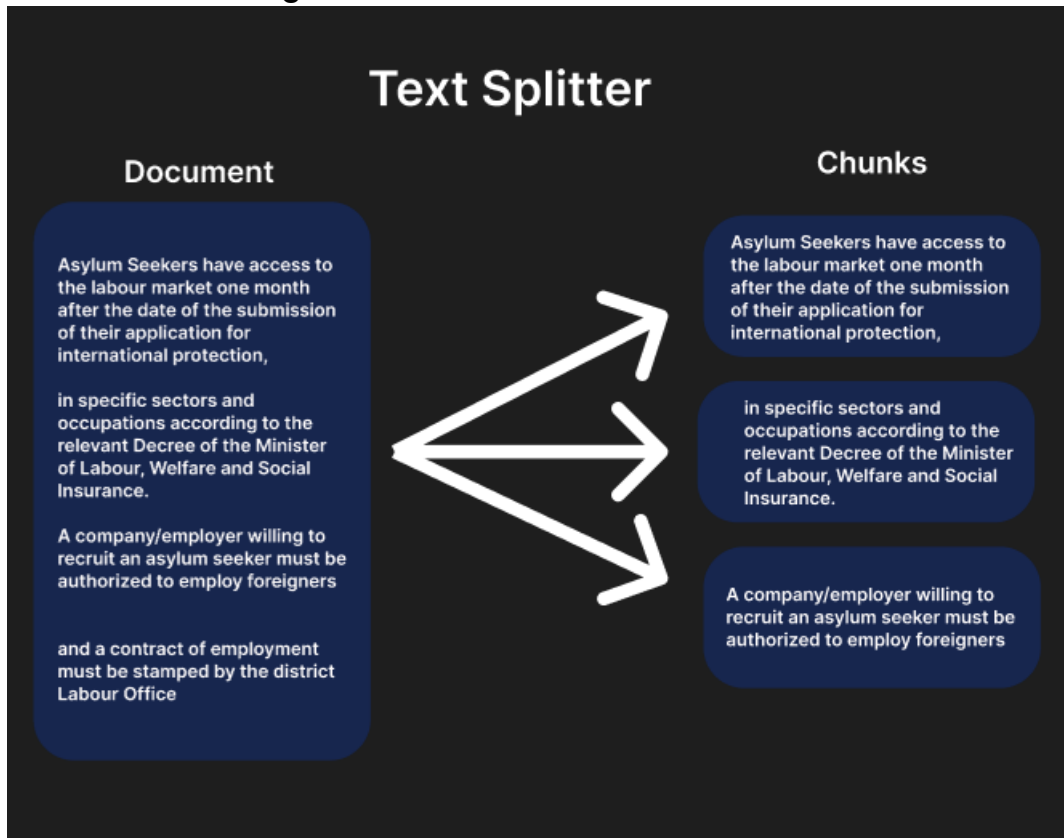 Text Splitter
Document
Asylum Seekers have access to
the labour market one month
after the date of the submission
of their application for
international protection,
in specific sectors and
occupations according to the
relevant Decree of the Minister
of Labour, Welfare and Social
Insurance.
A company/employer willing to
recruit an asylum seeker must be
authorized to employ foreigners
and a contract of employment
must be stamped by the district
Labour Office
Chunks
Asylum Seekers have access to
the labour market one month
after the date of the submission
of their application for
international protection,
in specific sectors and
occupations according to the
relevant Decree of the Minister
of Labour, Welfare and Social
Insurance.
A company/employer willing to
recruit an asylum seeker must be
authorized to employ foreigners